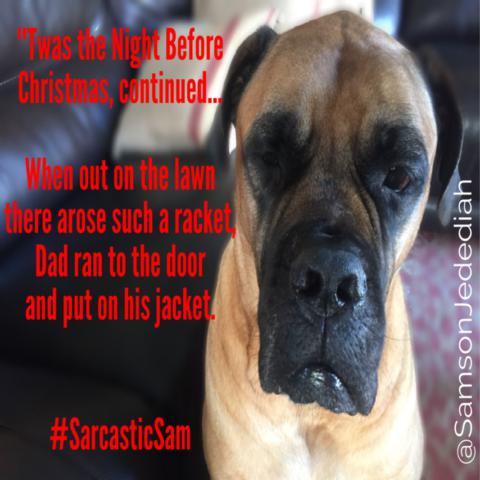 "Twas the Night Before
Christmas, continued...
When out on the lawn
there arose such a racket,
Dad ran to the door
and put on his jacket.
#SarcasticSam
@SamsonJedediah